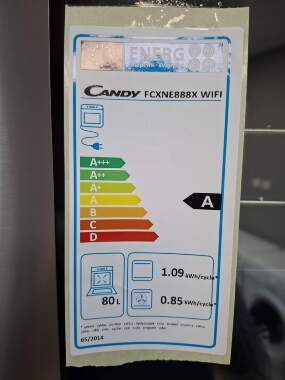 ENERG
CANDY FCXNE888X WIFI
A+++
A++
A+
A
B
C
D
A
1.09 kWh/cycle*
80 L
0.85 kWh/cycle*
65/2014